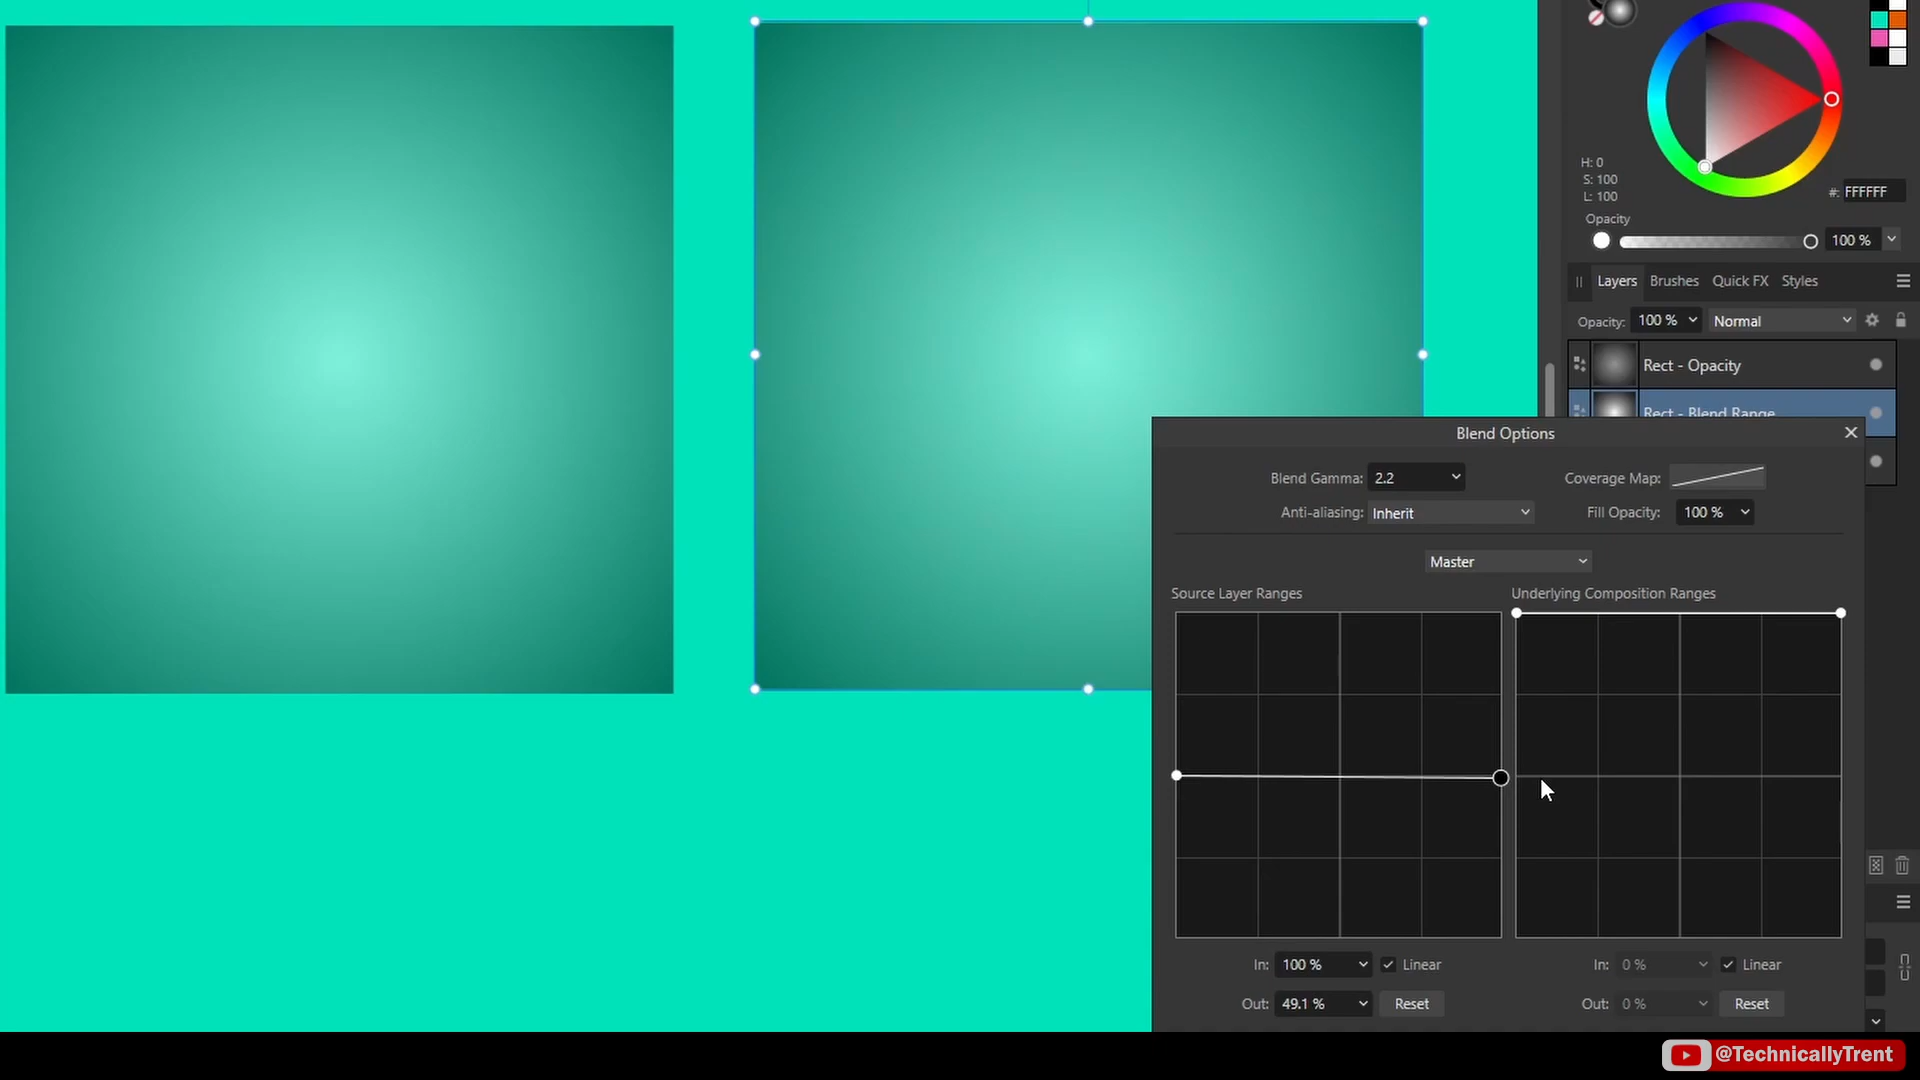 H: 0
S: 100
L: 100
#: FFFFFF
Opacity
100 %
Layers Brushes Quick FX Styles
Opacity: 100 % Normal
Rect - Opacity
Rect - Blend Range
Blend Options
Blend Gamma: 2.2 Coverage Map:
Anti-aliasing: Inherit Fill Opacity: 100 %
Master
Source Layer Ranges Underlying Composition Ranges
In: 100 % Linear In: 0 % Linear
Out: 49.1 % Reset Out: 0 % Reset
@TechnicallyTrent